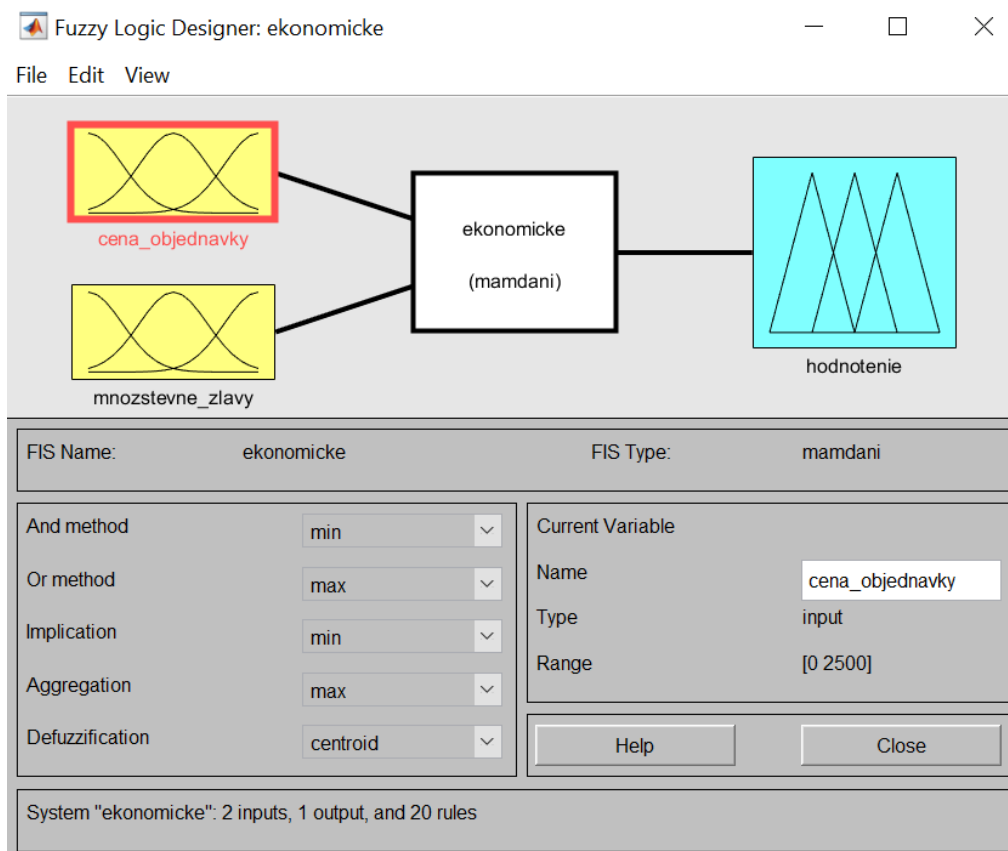 Fuzzy Logic Designer: ekonomicke
File Edit View
cena_objednavky
mnozstevne_zlavy
ekonomicke
(mamdani)
hodnotenie
FIS Name: ekonomicke FIS Type: mamdani
And method min
Or method max
Implication min
Aggregation max
Defuzzification centroid
Current Variable
Name cena_objednavky
Type input
Range [0 2500]
Help Close
System "ekonomicke": 2 inputs, 1 output, and 20 rules